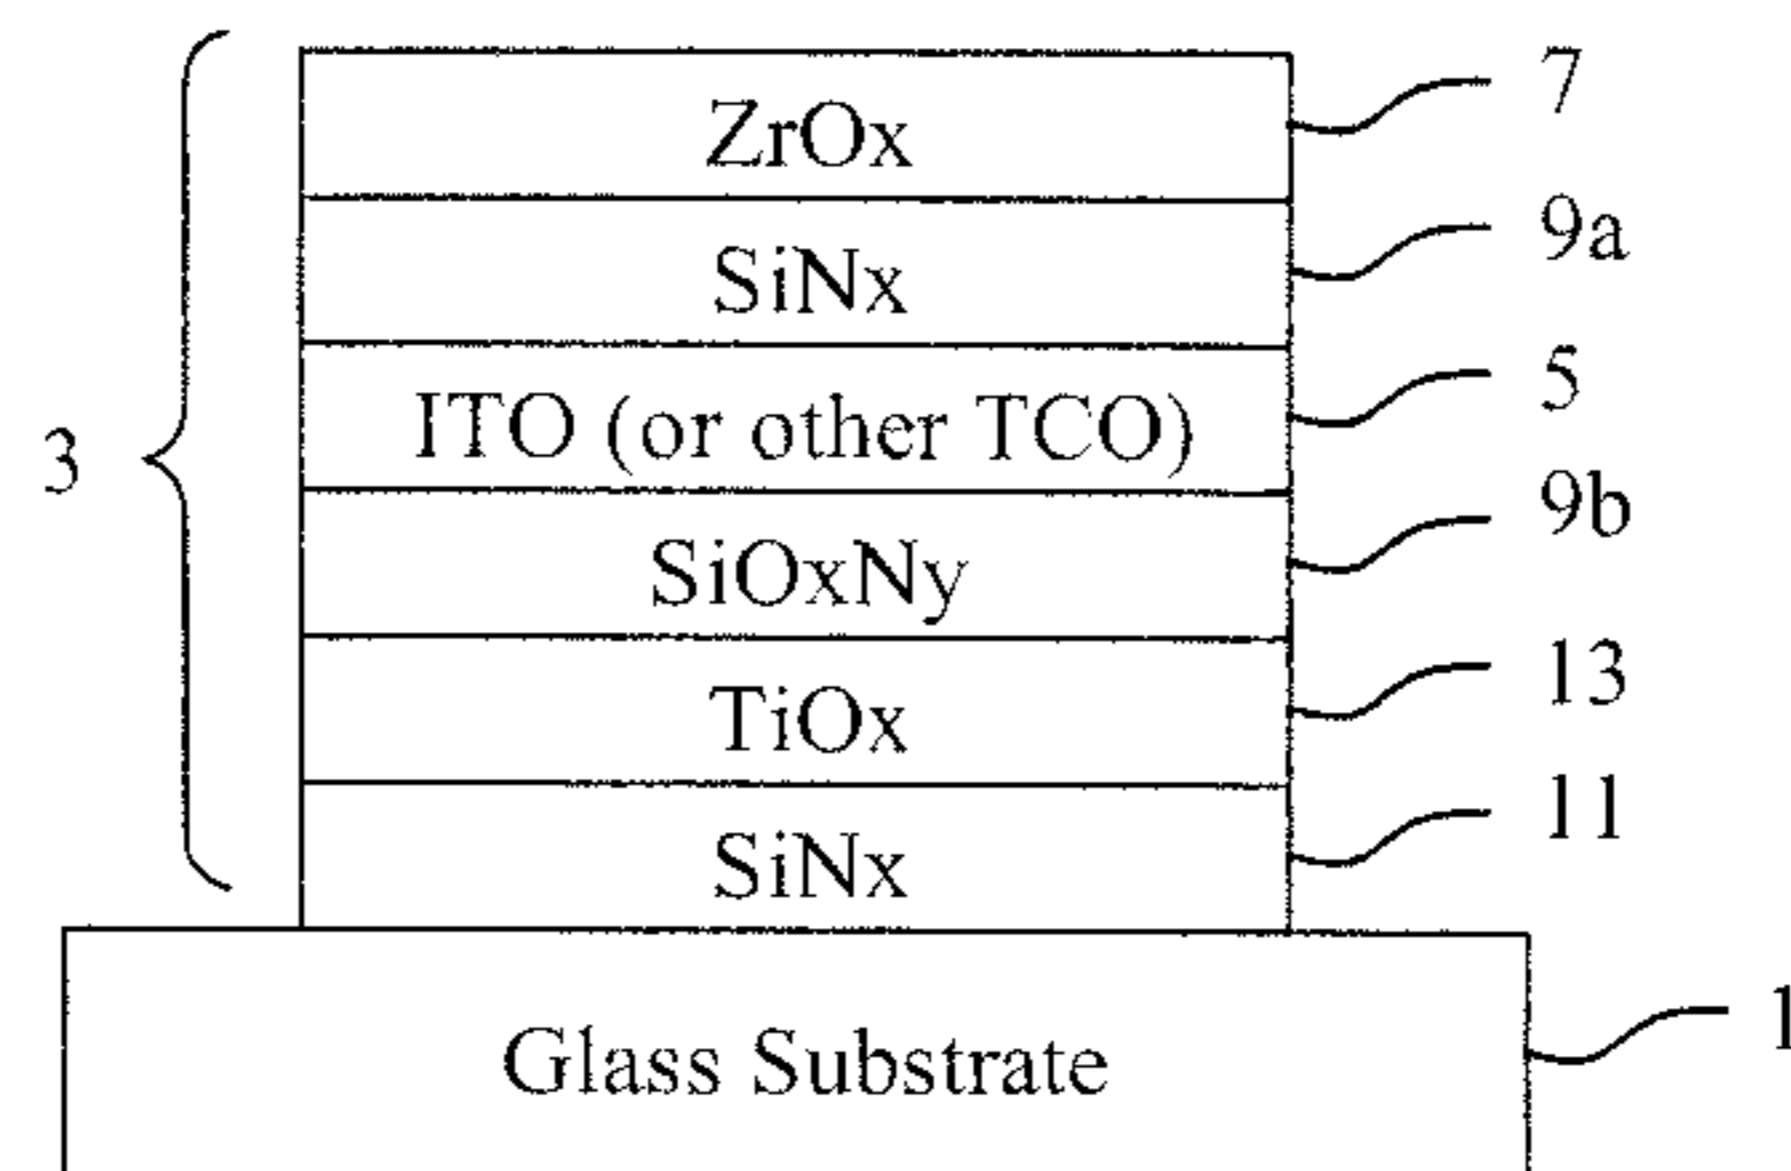 ZrOx 7
SiNx 9a
ITO (or other TCO) 5
3
SiOxNy 9b
TiOx 13
SiNx 11
Glass Substrate 1